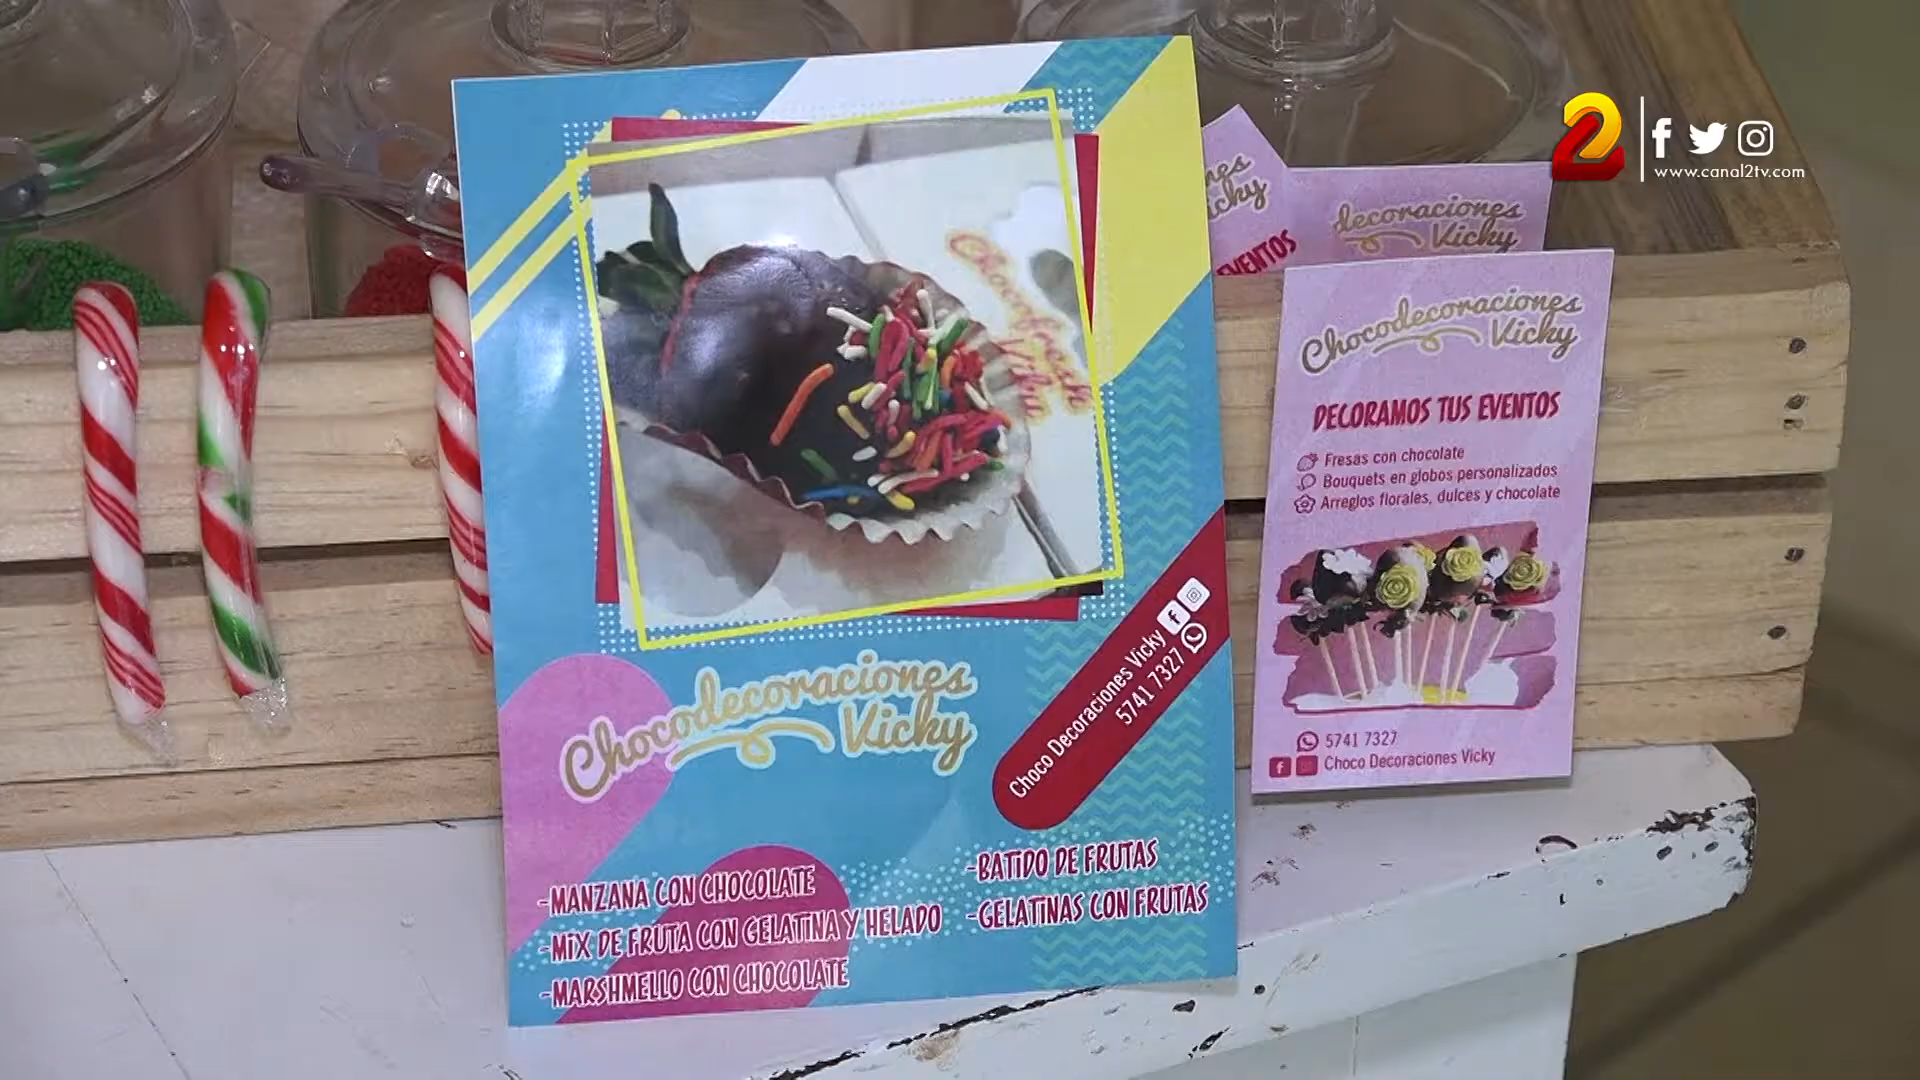 2
www.canal2tv.com
decoraciones
Vicky
EVENTOS
Chocodecoraciones
Vicky
DECORAMOS TUS EVENTOS
Fresas con chocolate
Bouquets en globos personalizados
Arreglos florales, dulces y chocolate
5741 7327
Choco Decoraciones Vicky
Choco Decoraciones Vicky
5741 7327
Chocodecoraciones
Vicky
-MANZANA CON CHOCOLATE
-MIX DE FRUTA CON GELATINA Y HELADO
-MARSHMELLO CON CHOCOLATE
-BATIDO DE FRUTAS
-GELATINAS CON FRUTAS